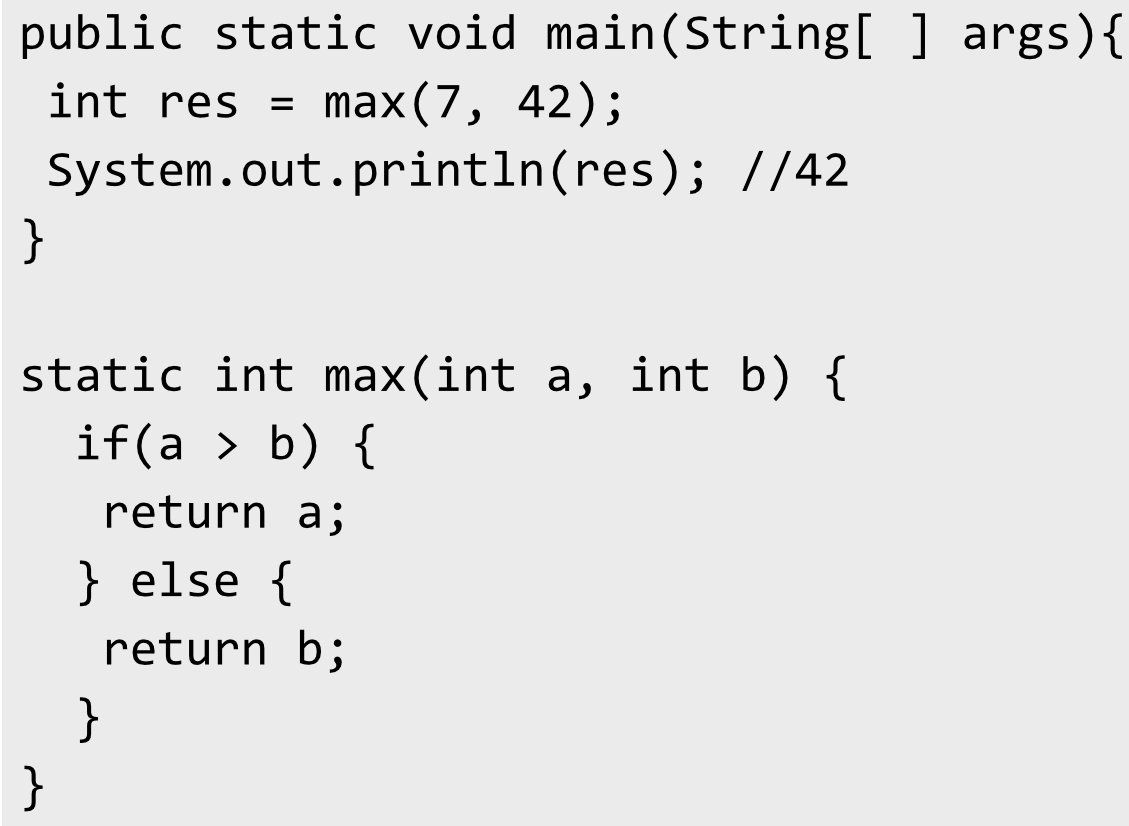 public static void main(String[ ] args){
 int res = max(7, 42);
 System.out.println(res); //42
}

static int max(int a, int b) {
  if(a > b) {
   return a;
  } else {
   return b;
  }
}